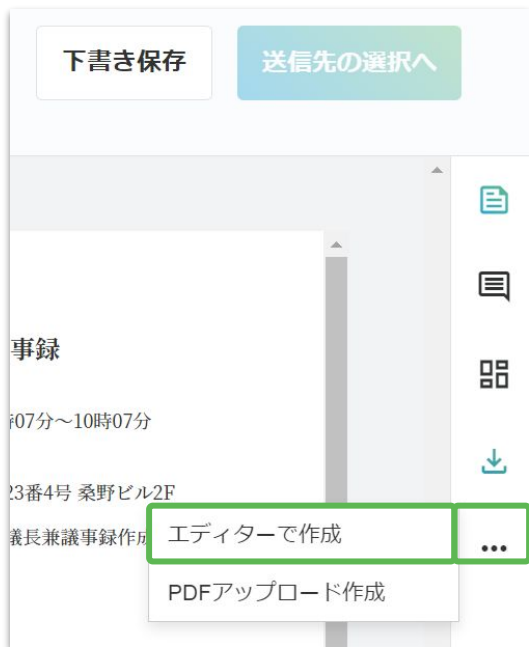 下書き保存
送信先の選択へ
事録
時07分～10時07分
23番4号 桑野ビル2F
議長兼議事録作成
エディターで作成
PDFアップロード作成